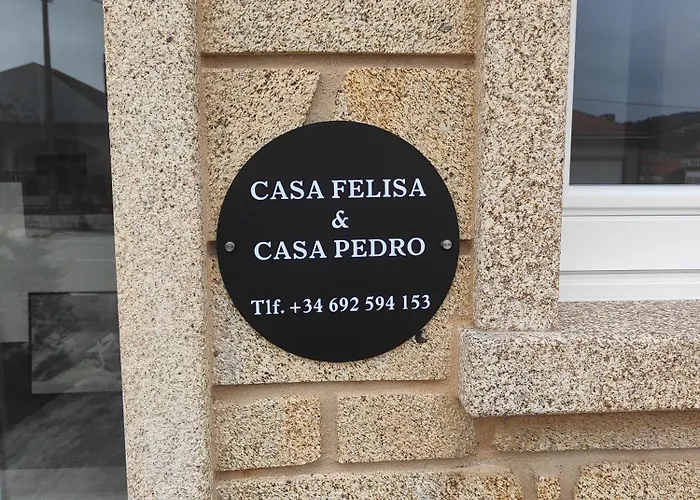 CASA FELISA
&
CASA PEDRO
Tlf. +34 692 594 153